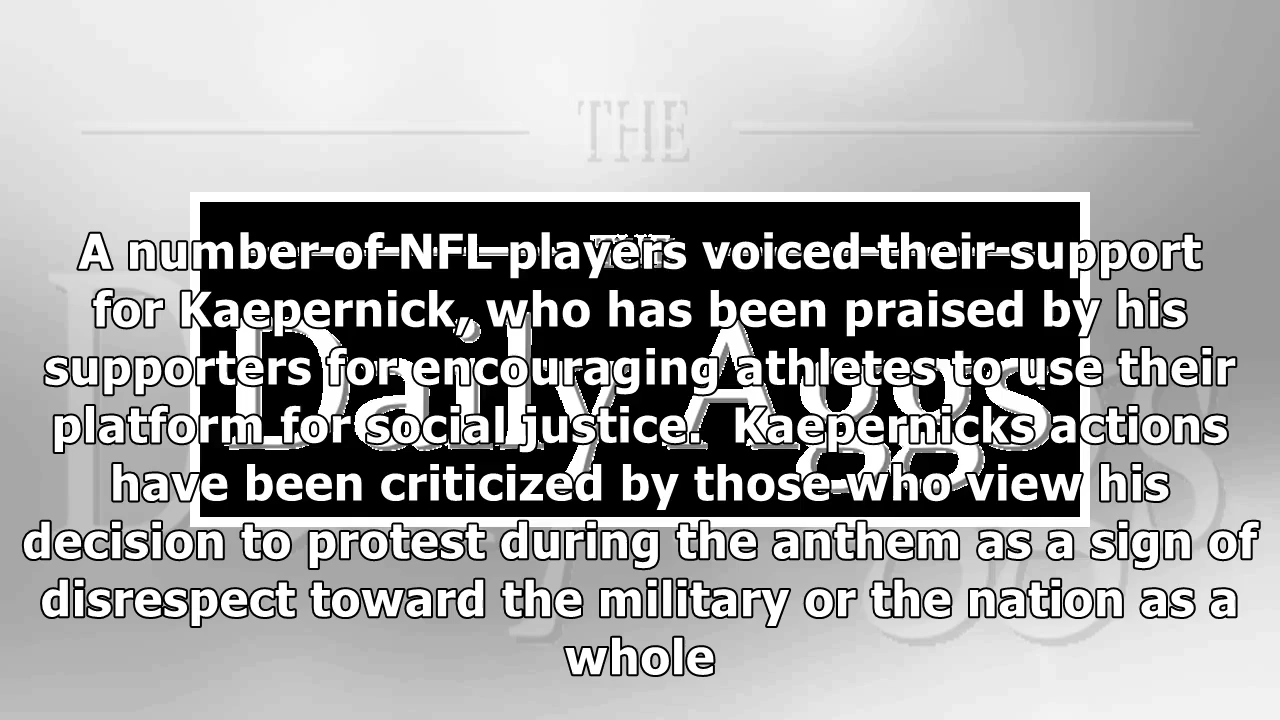 THE
THE
Daily Aggs
A number of NFL players voiced their support
for Kaepernick, who has been praised by his
supporters for encouraging athletes to use their
platform for social justice.  Kaepernicks actions
have been criticized by those who view his
decision to protest during the anthem as a sign of
disrespect toward the military or the nation as a
whole